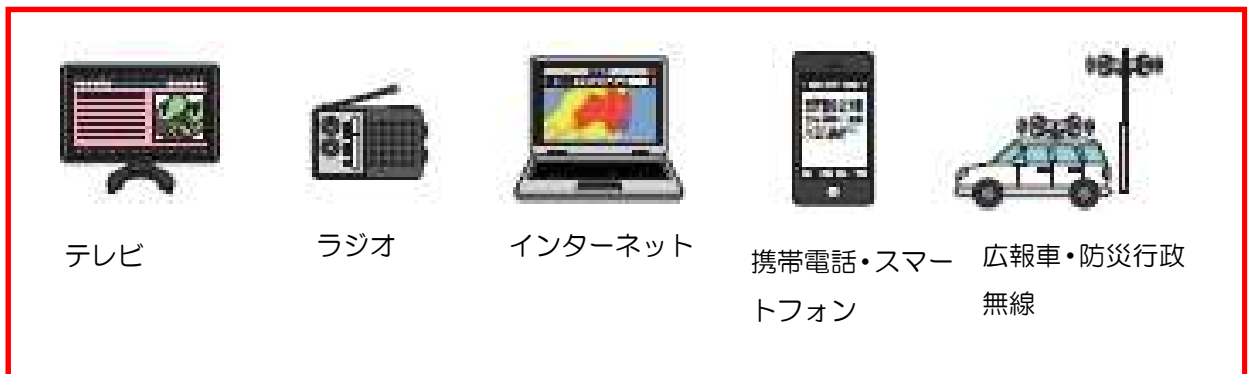 テレビ
ラジオ
インターネット
携帯電話・スマー
トフォン
広報車・防災行政
無線